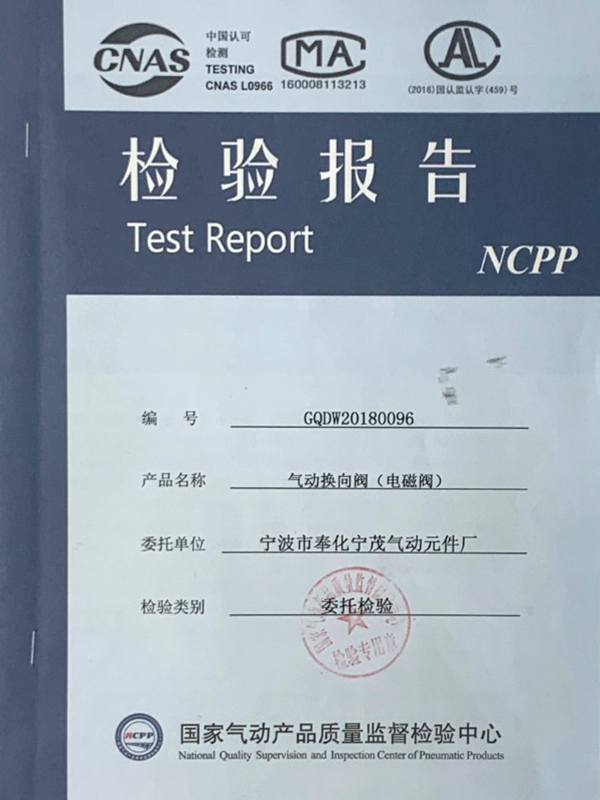 CNAS
中国认可
检测
TESTING
CNAS L0966
MA
160008113213
CAL
(2016)国认监认字(459)号
检验报告
Test Report
NCPP
编 号 GQDW20180096
产品名称 气动换向阀（电磁阀）
委托单位 宁波市奉化宁茂气动元件厂
检验类别 委托检验
检验专用章
NCPP
国家气动产品质量监督检验中心
National Quality Supervision and Inspection Center of Pneumatic Products